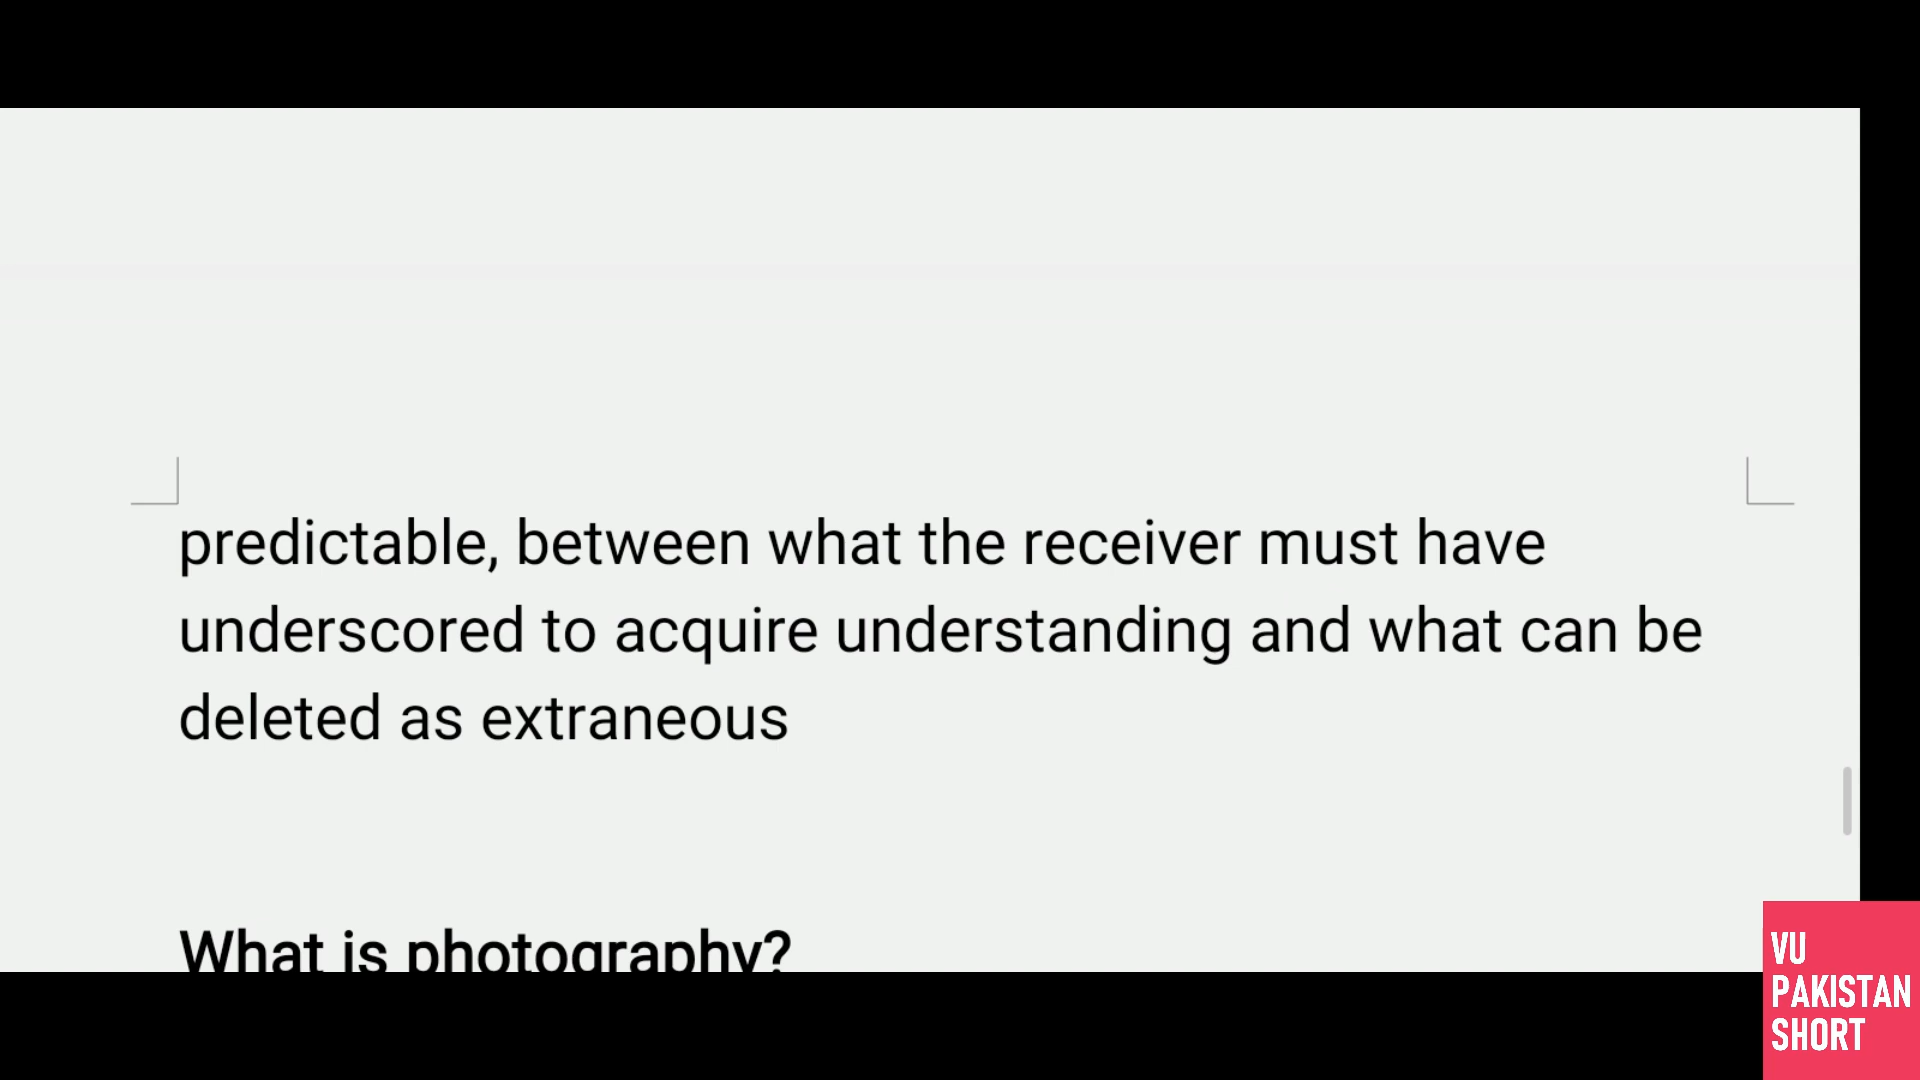 predictable, between what the receiver must have
underscored to acquire understanding and what can be
deleted as extraneous
What is photography?
VU
PAKISTAN
SHORT